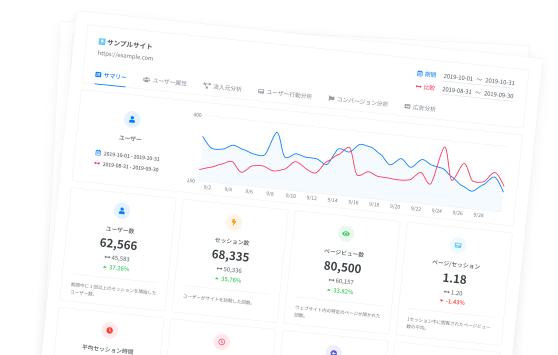 サンプルサイト
https://example.com
期間 2019-10-01 〜 2019-10-31
比較 2019-08-31 〜 2019-09-30
サマリー ユーザー属性 流入元分析 ユーザー行動分析 コンバージョン分析 広告分析
ユーザー
2019-10-01 - 2019-10-31
2019-08-31 - 2019-09-30
400
150
9/2 9/4 9/6 9/8 9/10 9/12 9/14 9/16 9/18 9/20 9/22 9/24 9/26 9/28
ユーザー数
62,566
45,583
37.26%
期間中に1回以上のセッションを開始した
ユーザー数。
セッション数
68,335
50,336
35.76%
ユーザーがサイトを訪問した回数。
ページビュー数
80,500
60,157
33.82%
ウェブサイト内の特定のページが開かれた
回数。
ページ/セッション
1.18
1.20
-1.43%
1セッション中に閲覧されたページビュー
数の平均。
平均セッション時間